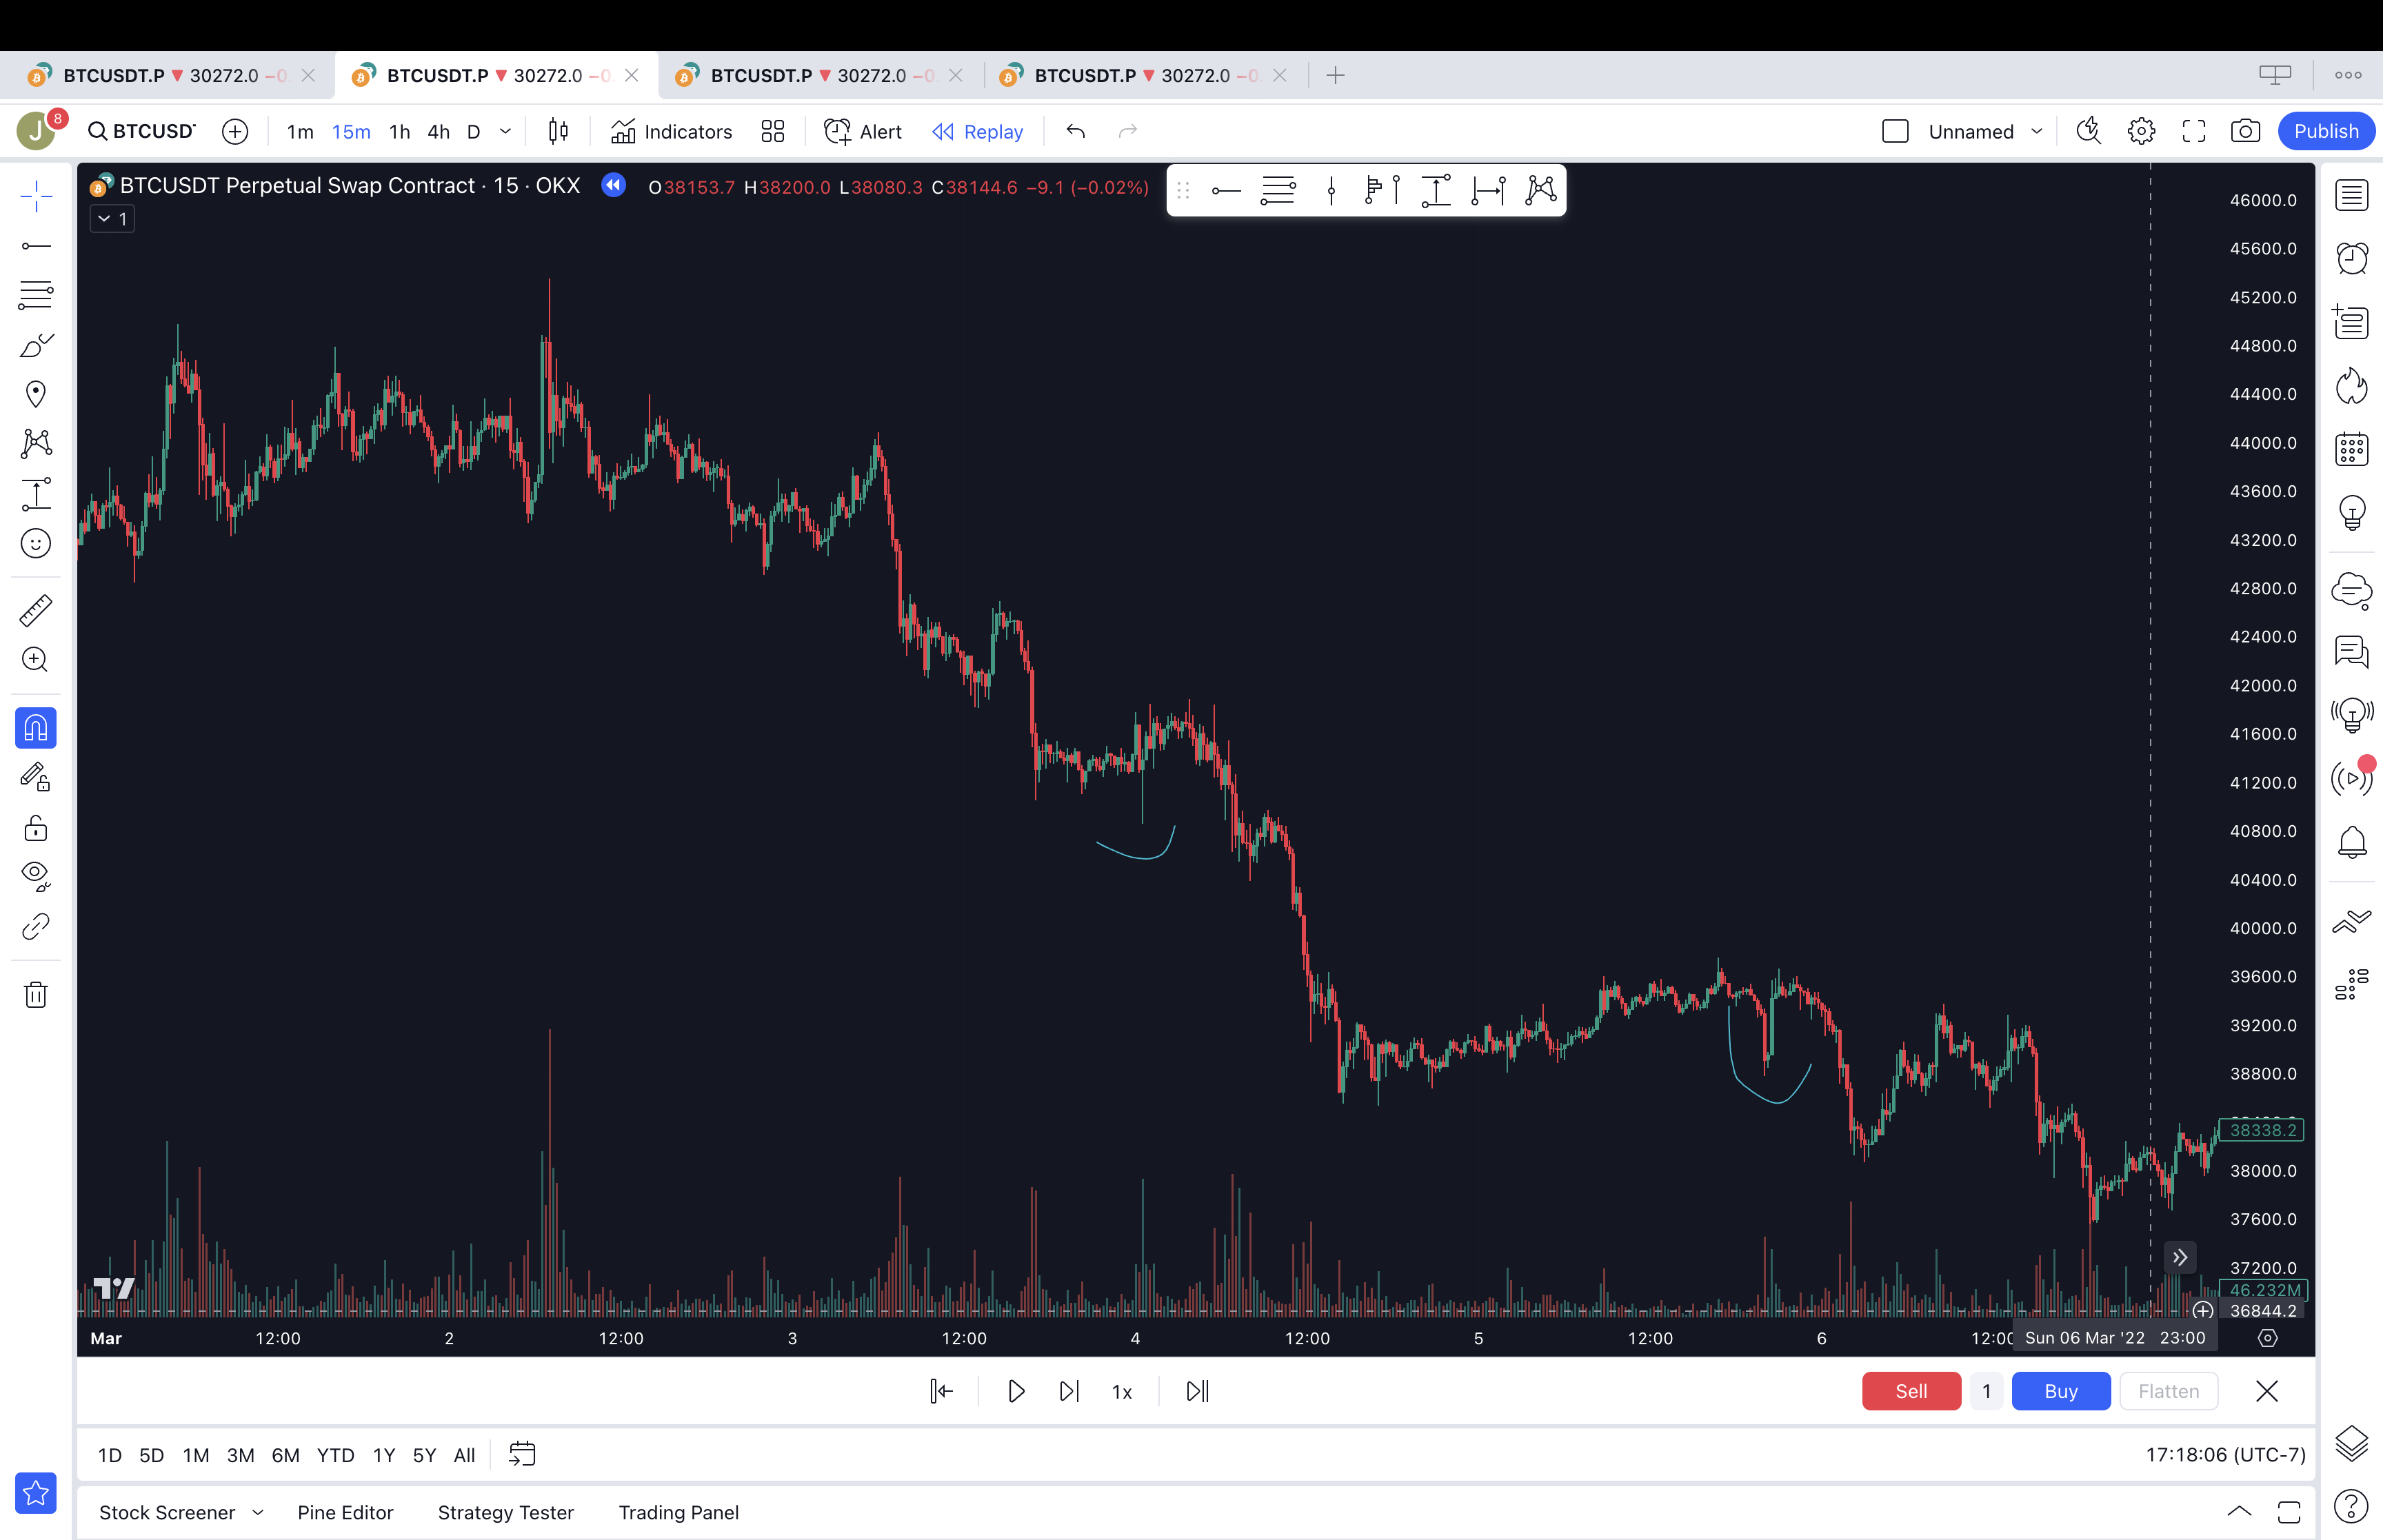 BTCUSDT.P ▼ 30272.0 −0
BTCUSDT.P ▼ 30272.0 −0
BTCUSDT.P ▼ 30272.0 −0
BTCUSDT.P ▼ 30272.0 −0
J 8 BTCUSD 1m 15m 1h 4h D Indicators Alert Replay Unnamed Publish
BTCUSDT Perpetual Swap Contract · 15 · OKX O38153.7 H38200.0 L38080.3 C38144.6 −9.1 (−0.02%)
1
46000.0
45600.0
45200.0
44800.0
44400.0
44000.0
43600.0
43200.0
42800.0
42400.0
42000.0
41600.0
41200.0
40800.0
40400.0
40000.0
39600.0
39200.0
38800.0
38338.2
38000.0
37600.0
37200.0
46.232M
36844.2
Mar 12:00 2 12:00 3 12:00 4 12:00 5 12:00 6 12:00 Sun 06 Mar '22 23:00
1x Sell 1 Buy Flatten
1D 5D 1M 3M 6M YTD 1Y 5Y All 17:18:06 (UTC-7)
Stock Screener Pine Editor Strategy Tester Trading Panel